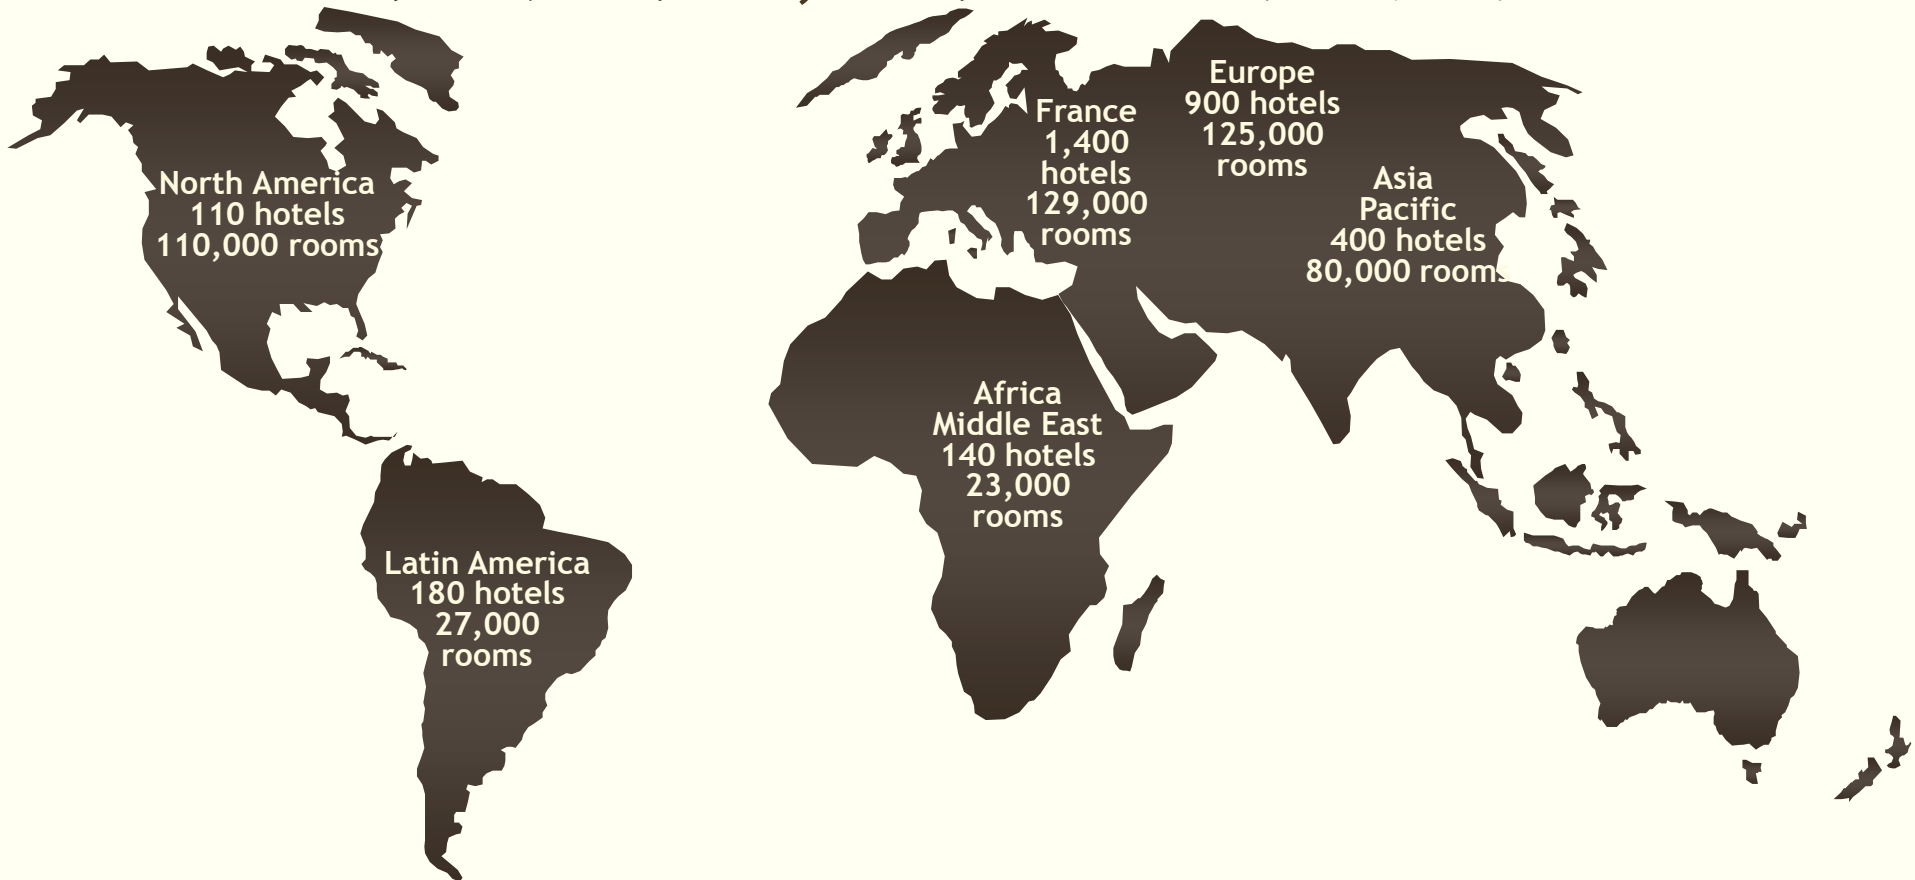 North America
110 hotels
110,000 rooms
Latin America
180 hotels
27,000
rooms
France
1,400
hotels
129,000
rooms
Europe
900 hotels
125,000
rooms
Asia
Pacific
400 hotels
80,000 rooms
Africa
Middle East
140 hotels
23,000
rooms